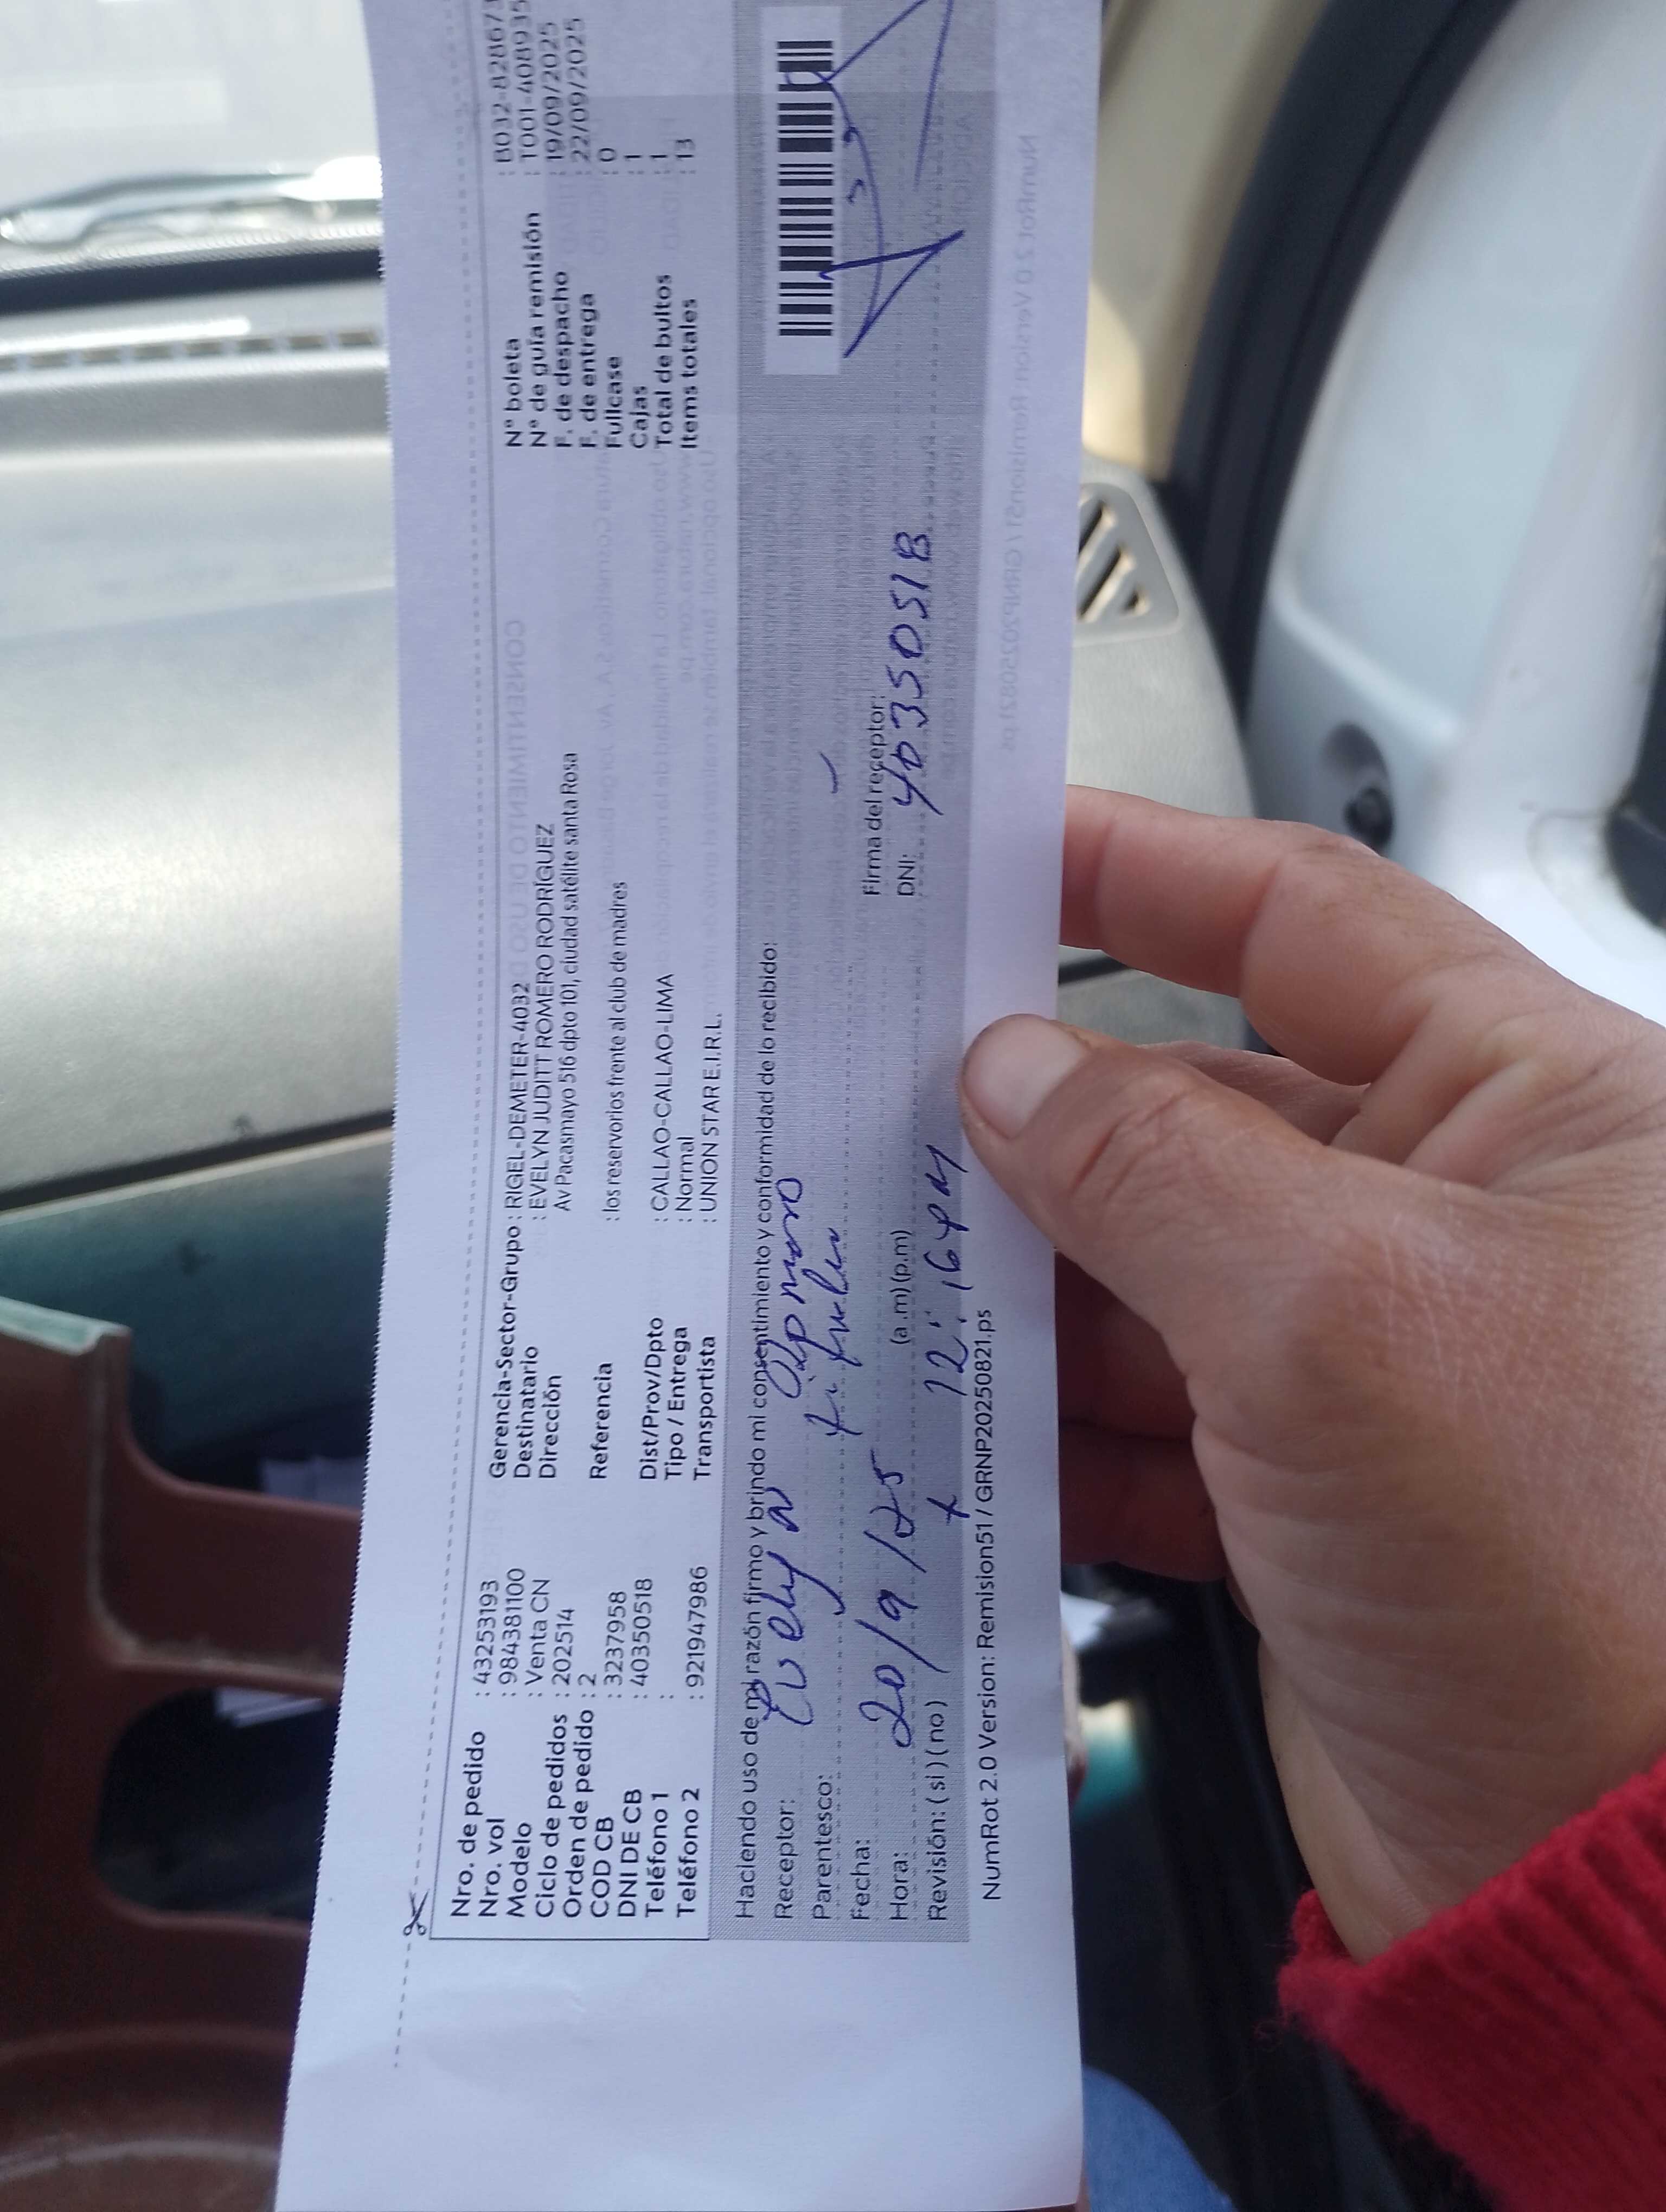 Nro. de pedido : 43253193
Nro. vol : 984381100
Modelo : Venta CN
Ciclo de pedidos : 202514
Orden de pedido : 2
COD CB : 3237958
DNI DE CB : 40350518
Teléfono 1 :
Teléfono 2 : 921947986
Gerencia-Sector-Grupo : RIGEL-DEMETER-4032
Destinatario : EVELYN JUDITT ROMERO RODRÍGUEZ
Dirección Av Pacasmayo 516 dpto 101, ciudad satélite santa Rosa
Referencia : los reservorios frente al club de madres
Dist/Prov/Dpto : CALLAO-CALLAO-LIMA
Tipo / Entrega : Normal
Transportista : UNION STAR E.I.R.L.
N° boleta : B032-828673
N° de guía remisión : T001-408935
F. de despacho : 19/09/2025
F. de entrega : 22/09/2025
Fullcase : 0
Cajas : 1
Total de bultos : 1
Items totales : 13
Haciendo uso de mi razón firmo y brindo mi consentimiento y conformidad de lo recibido:
Receptor: Evelyn
Parentesco:
Fecha: 20/9/25
Firma del receptor:
Hora: (a .m) (p.m)
DNI: 40350518
Revisión: ( si ) ( no ) 12:16 PM
NumRot 2.0 Version: Remision51 / GRNP20250821.ps